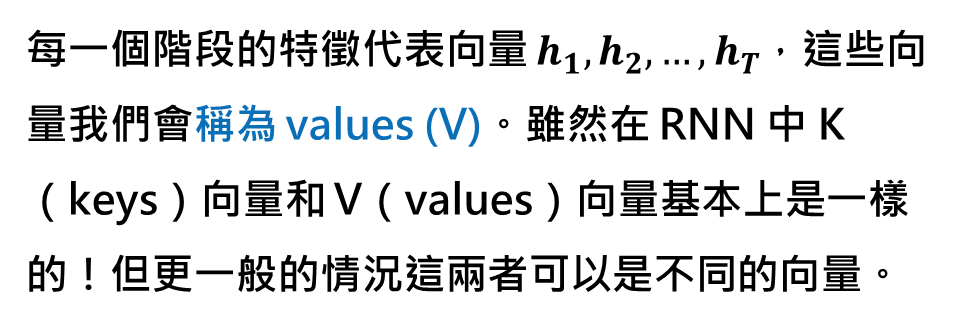 每一個階段的特徵代表向量 h₁, h₂, … , h_T，這些向
量我們會稱為 values (V)。雖然在 RNN 中 K
（keys）向量和 V（values）向量基本上是一樣
的！但更一般的情況這兩者可以是不同的向量。